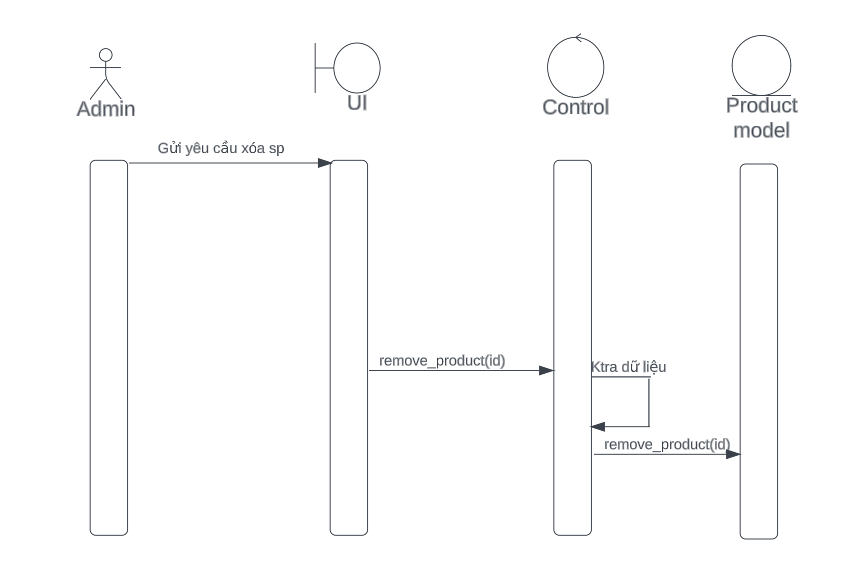 Admin
UI
Control
Product
model
Gửi yêu cầu xóa sp
remove_product(id)
Ktra dữ liệu
remove_product(id)